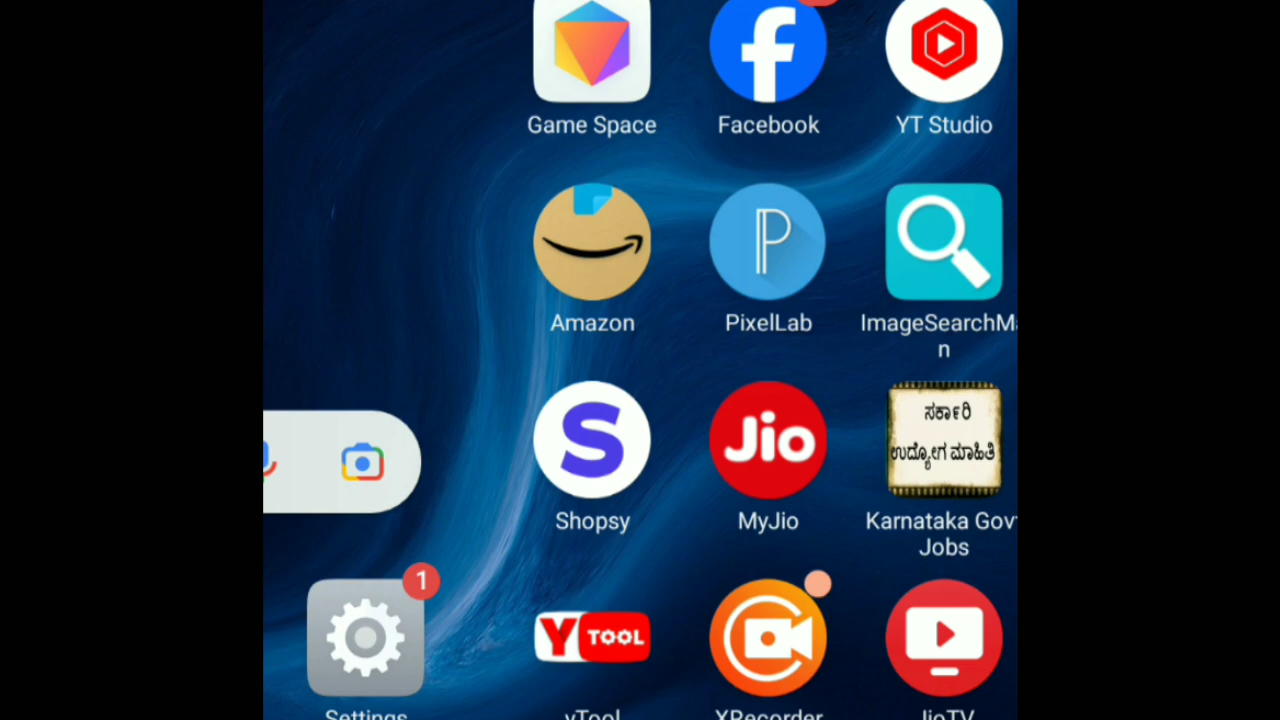 Game Space
Facebook
YT Studio
P
Amazon
PixelLab
ImageSearchMa
n
S
Jio
ಸರ್ಕಾರಿ
ಉದ್ಯೋಗ ಮಾಹಿತಿ
Shopsy
MyJio
Karnataka Gov
Jobs
1
Y TOOL
Settings
yTool
XRecorder
JioTV